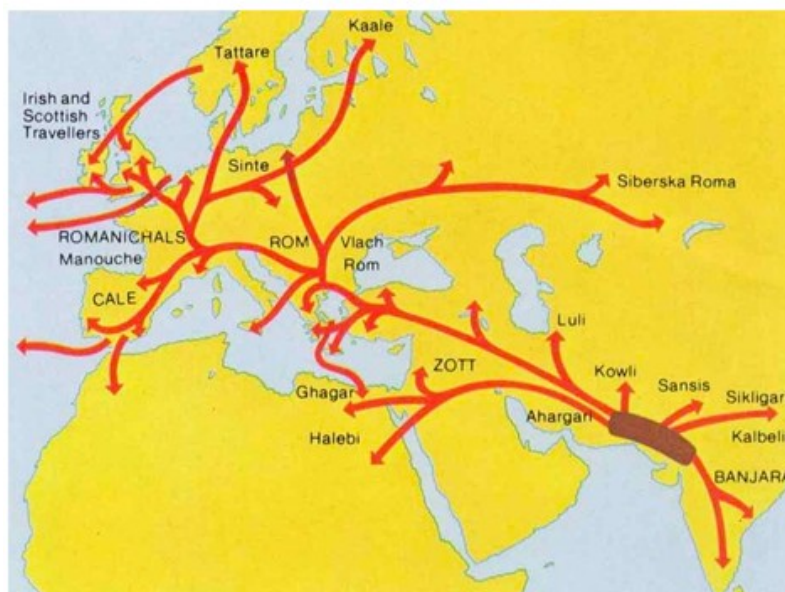 Kaale
Tattare
Irish and
Scottish
Travellers
Sinte
Siberska Roma
ROMANICHALS
Manouche
ROM
Vlach
Rom
CALE
Luli
ZOTT
Kowli
Sansis
Sikligar
Ghagar
Ahargari
Kalbeli
Halebi
BANJARA